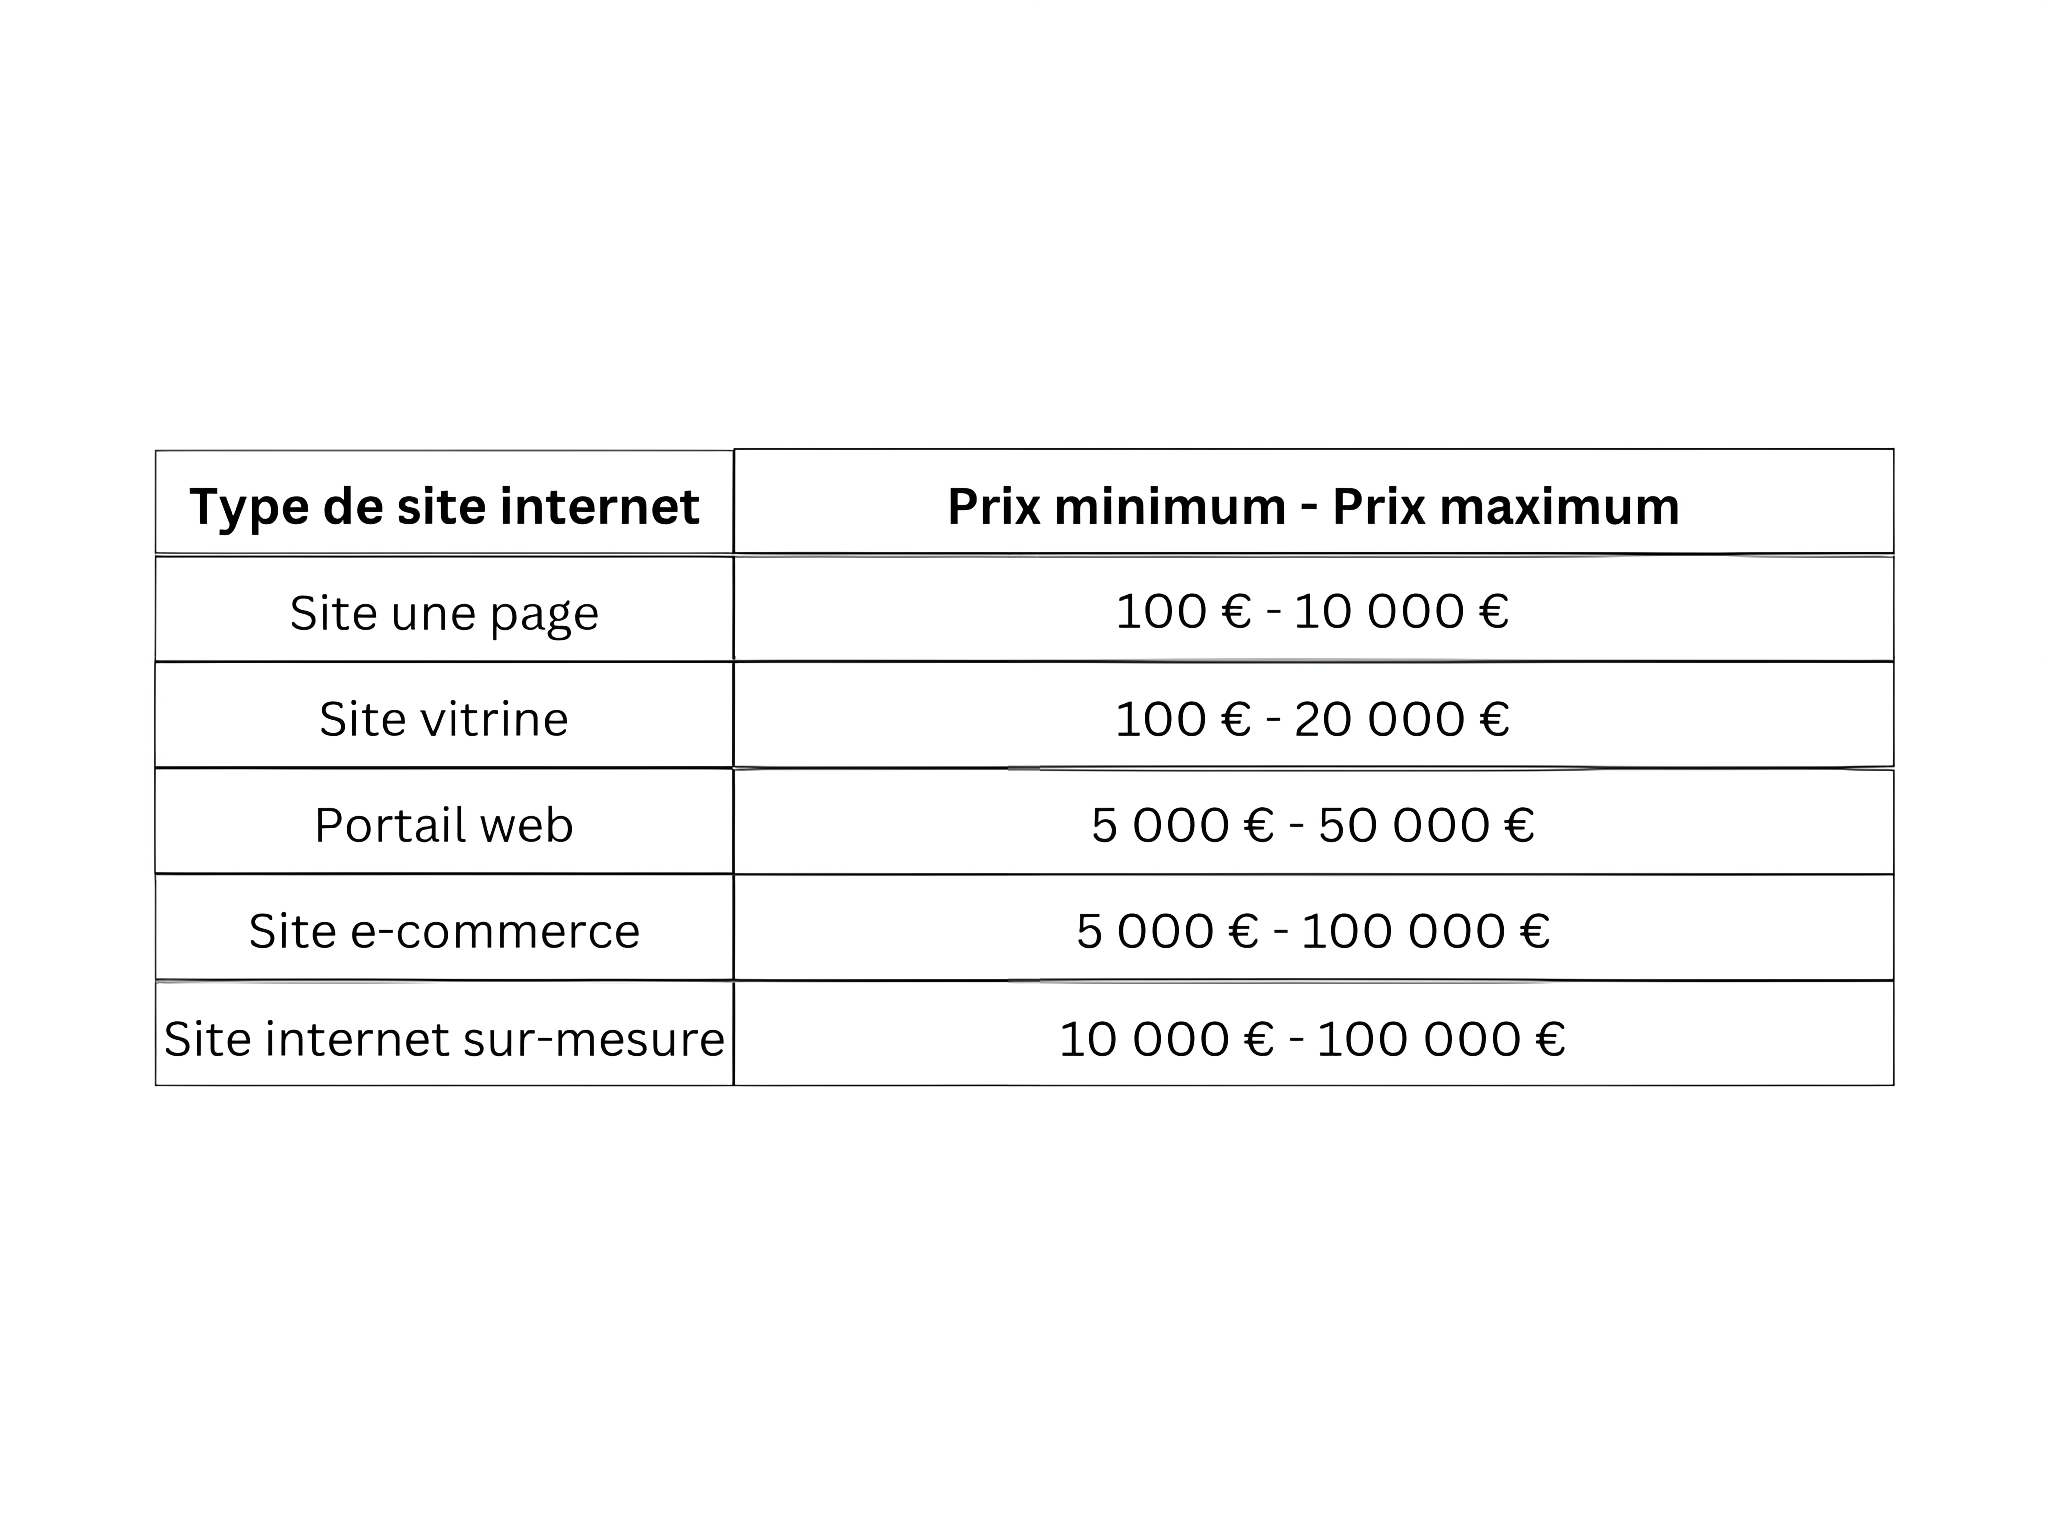 Type de site internet
Prix minimum - Prix maximum
Site une page
100 € - 10 000 €
Site vitrine
100 € - 20 000 €
Portail web
5 000 € - 50 000 €
Site e-commerce
5 000 € - 100 000 €
Site internet sur-mesure
10 000 € - 100 000 €